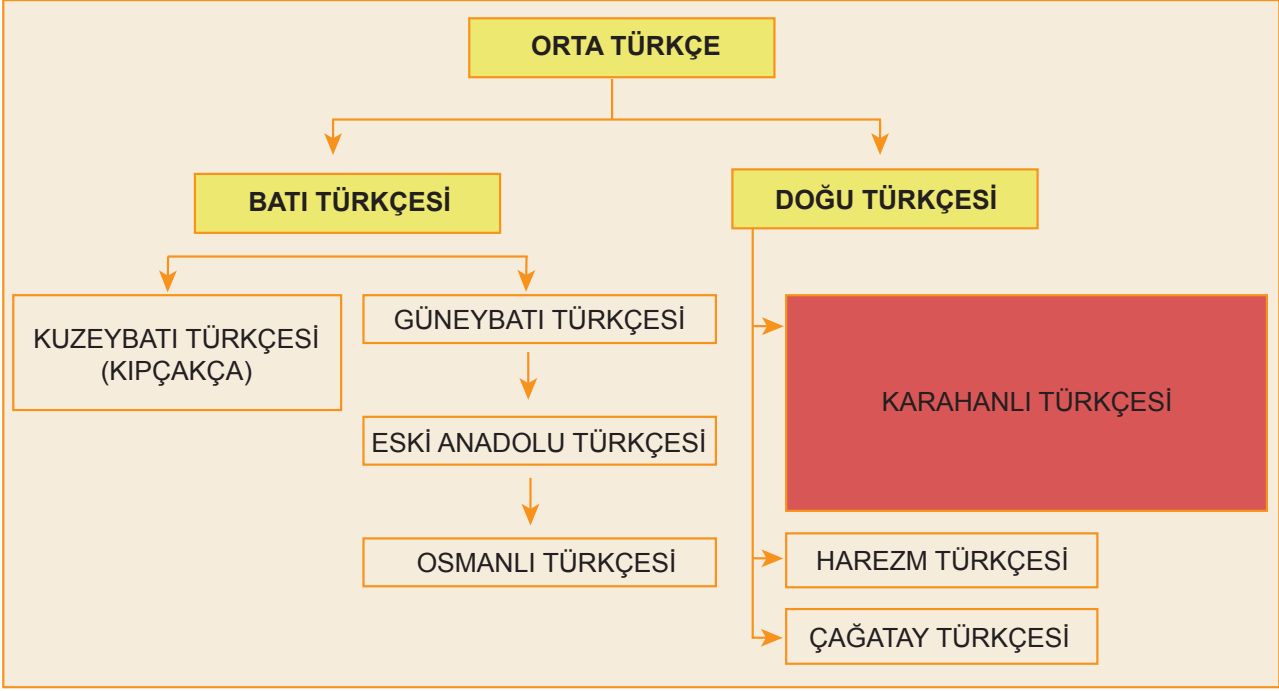 ORTA TÜRKÇE
BATI TÜRKÇESİ
DOĞU TÜRKÇESİ
KUZEYBATI TÜRKÇESİ
(KIPÇAKÇA)
GÜNEYBATI TÜRKÇESİ
ESKİ ANADOLU TÜRKÇESİ
OSMANLI TÜRKÇESİ
KARAHANLI TÜRKÇESİ
HAREZM TÜRKÇESİ
ÇAĞATAY TÜRKÇESİ